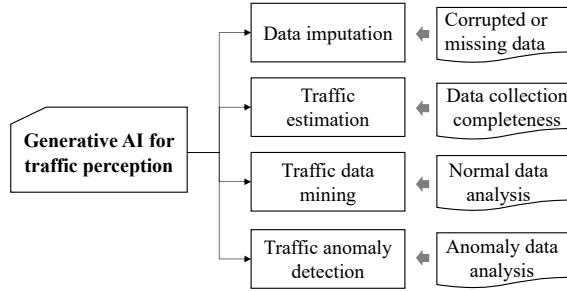 Generative AI for
traffic perception
Data imputation
Corrupted or
missing data
Traffic
estimation
Data collection
completeness
Traffic data
mining
Normal data
analysis
Traffic anomaly
detection
Anomaly data
analysis